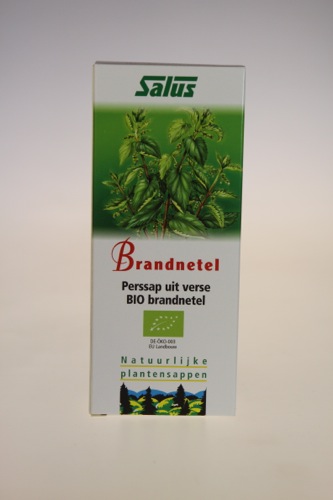 Salus
Brandnetel
Perssap uit verse
BIO brandnetel
DE-ÖKO-003
EU Landbouw
Natuurlijke
plantensappen